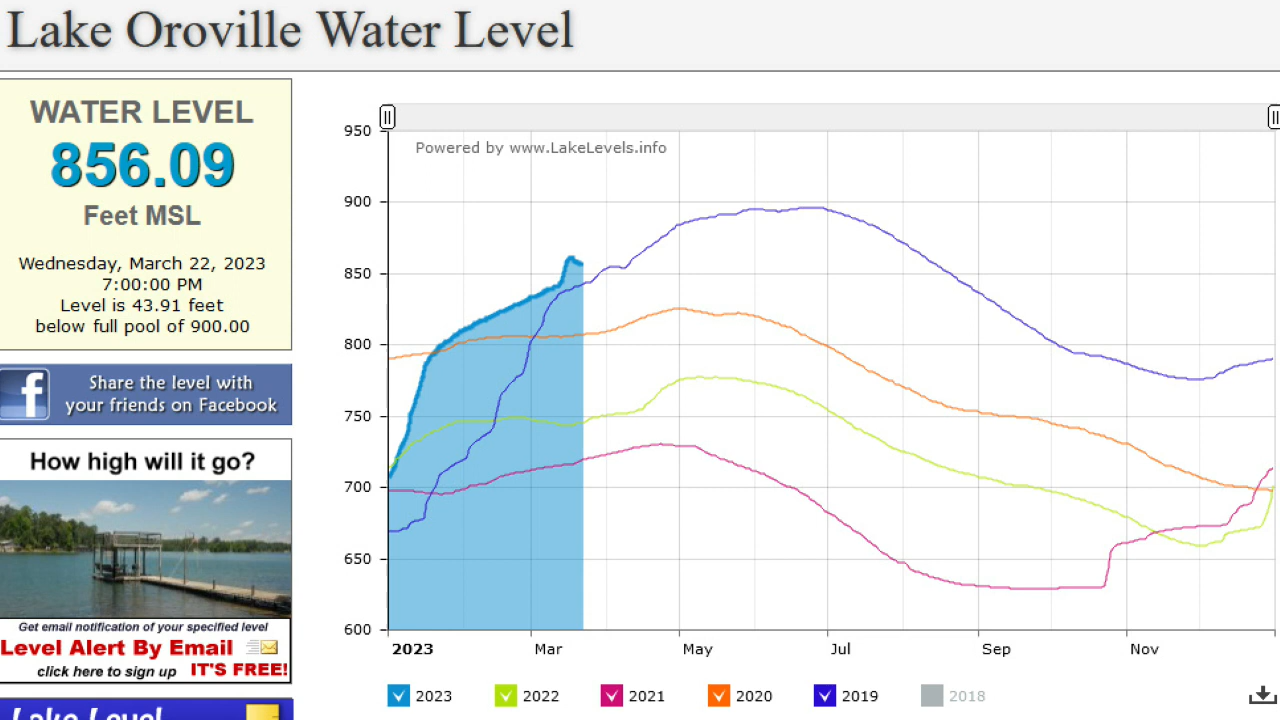 Lake Oroville Water Level
WATER LEVEL
856.09
Feet MSL
Wednesday, March 22, 2023
7:00:00 PM
Level is 43.91 feet
below full pool of 900.00
Share the level with
your friends on Facebook
How high will it go?
Get email notification of your specified level
Level Alert By Email
click here to sign up IT'S FREE!
Lake Level
Powered by www.LakeLevels.info
950
900
850
800
750
700
650
600
2023 Mar May Jul Sep Nov
2023 2022 2021 2020 2019 2018